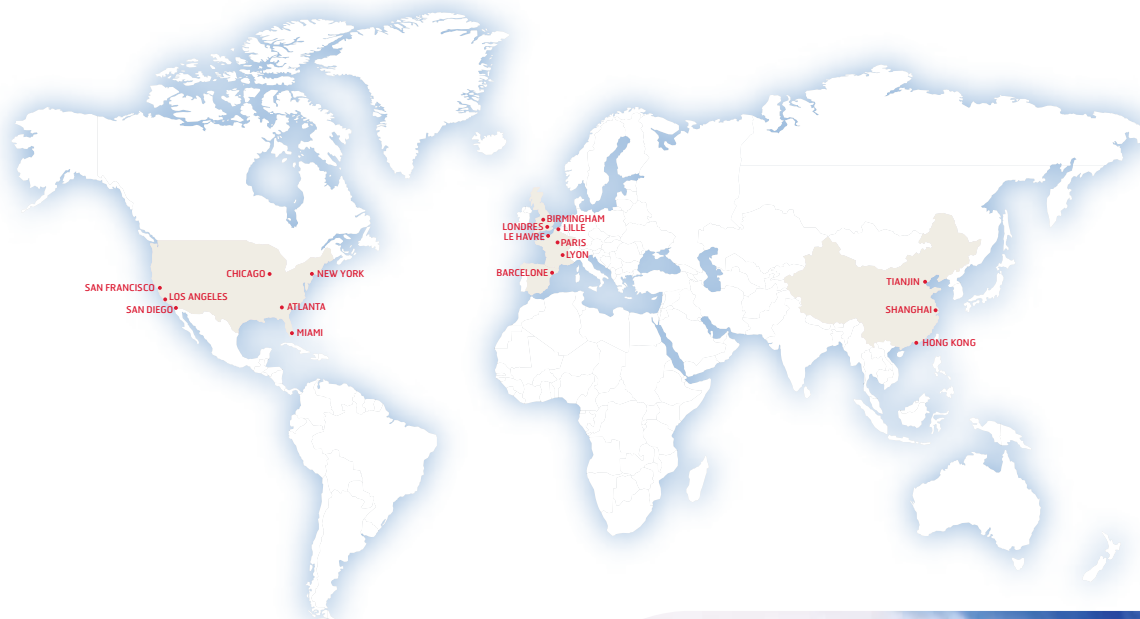 BIRMINGHAM
LONDRES
LILLE
LE HAVRE
PARIS
LYON
BARCELONE
CHICAGO
NEW YORK
SAN FRANCISCO
LOS ANGELES
SAN DIEGO
ATLANTA
MIAMI
TIANJIN
SHANGHAI
HONG KONG